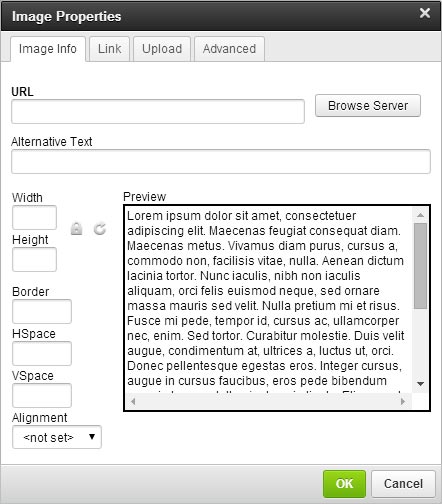 Image Properties
Image Info Link Upload Advanced
URL
Browse Server
Alternative Text
Width
Height
Border
HSpace
VSpace
Alignment
<not set>
Preview
Lorem ipsum dolor sit amet, consectetuer
adipiscing elit. Maecenas feugiat consequat diam.
Maecenas metus. Vivamus diam purus, cursus a,
commodo non, facilisis vitae, nulla. Aenean dictum
lacinia tortor. Nunc iaculis, nibh non iaculis
aliquam, orci felis euismod neque, sed ornare
massa mauris sed velit. Nulla pretium mi et risus.
Fusce mi pede, tempor id, cursus ac, ullamcorper
nec, enim. Sed tortor. Curabitur molestie. Duis velit
augue, condimentum at, ultrices a, luctus ut, orci.
Donec pellentesque egestas eros. Integer cursus,
augue in cursus faucibus, eros pede bibendum
OK Cancel